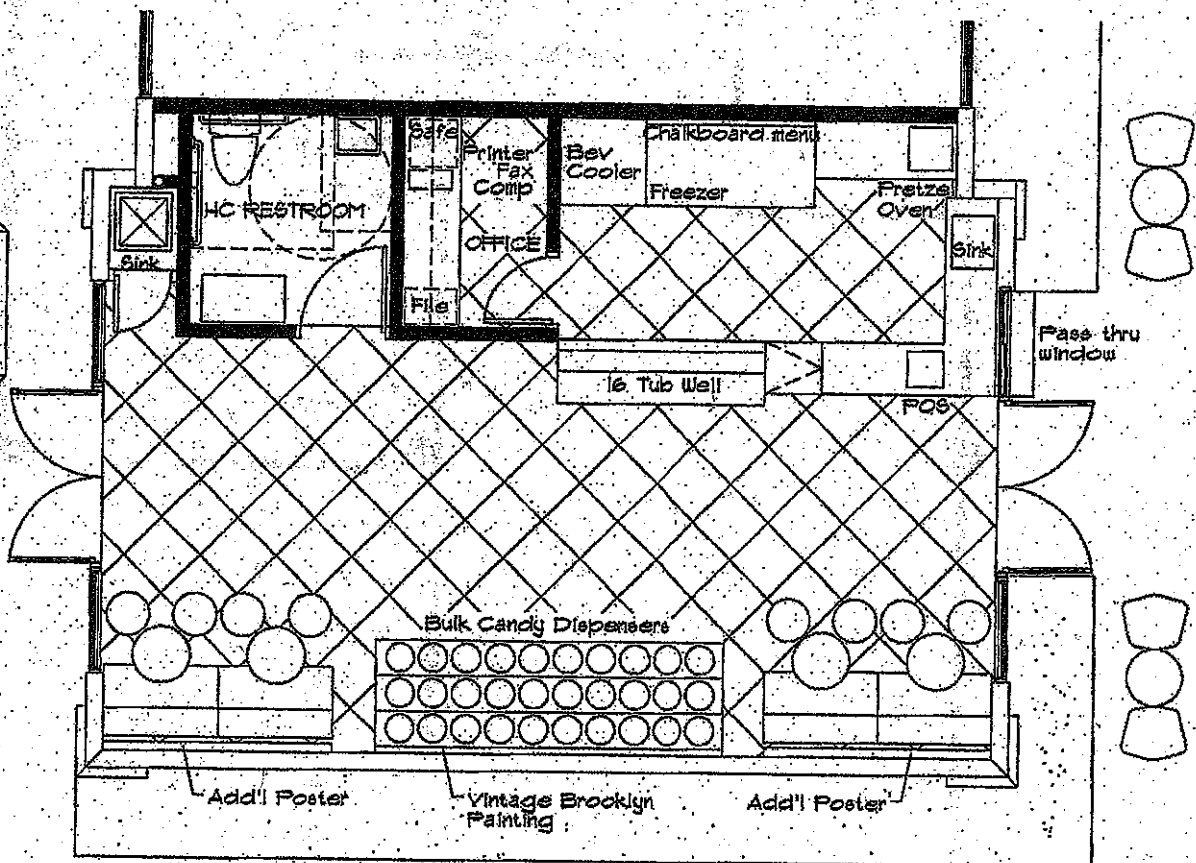 Safe
Printer
Fax
Comp
Bev
Cooler
Chalkboard menu
Freezer
Pretzel
Oven
HC RESTROOM
OFFICE
Sink
Sink
File
Pass thru
window
16 Tub Well
POS
Bulk Candy Dispensers
Add'l Poster
Vintage Brooklyn
Painting
Add'l Poster